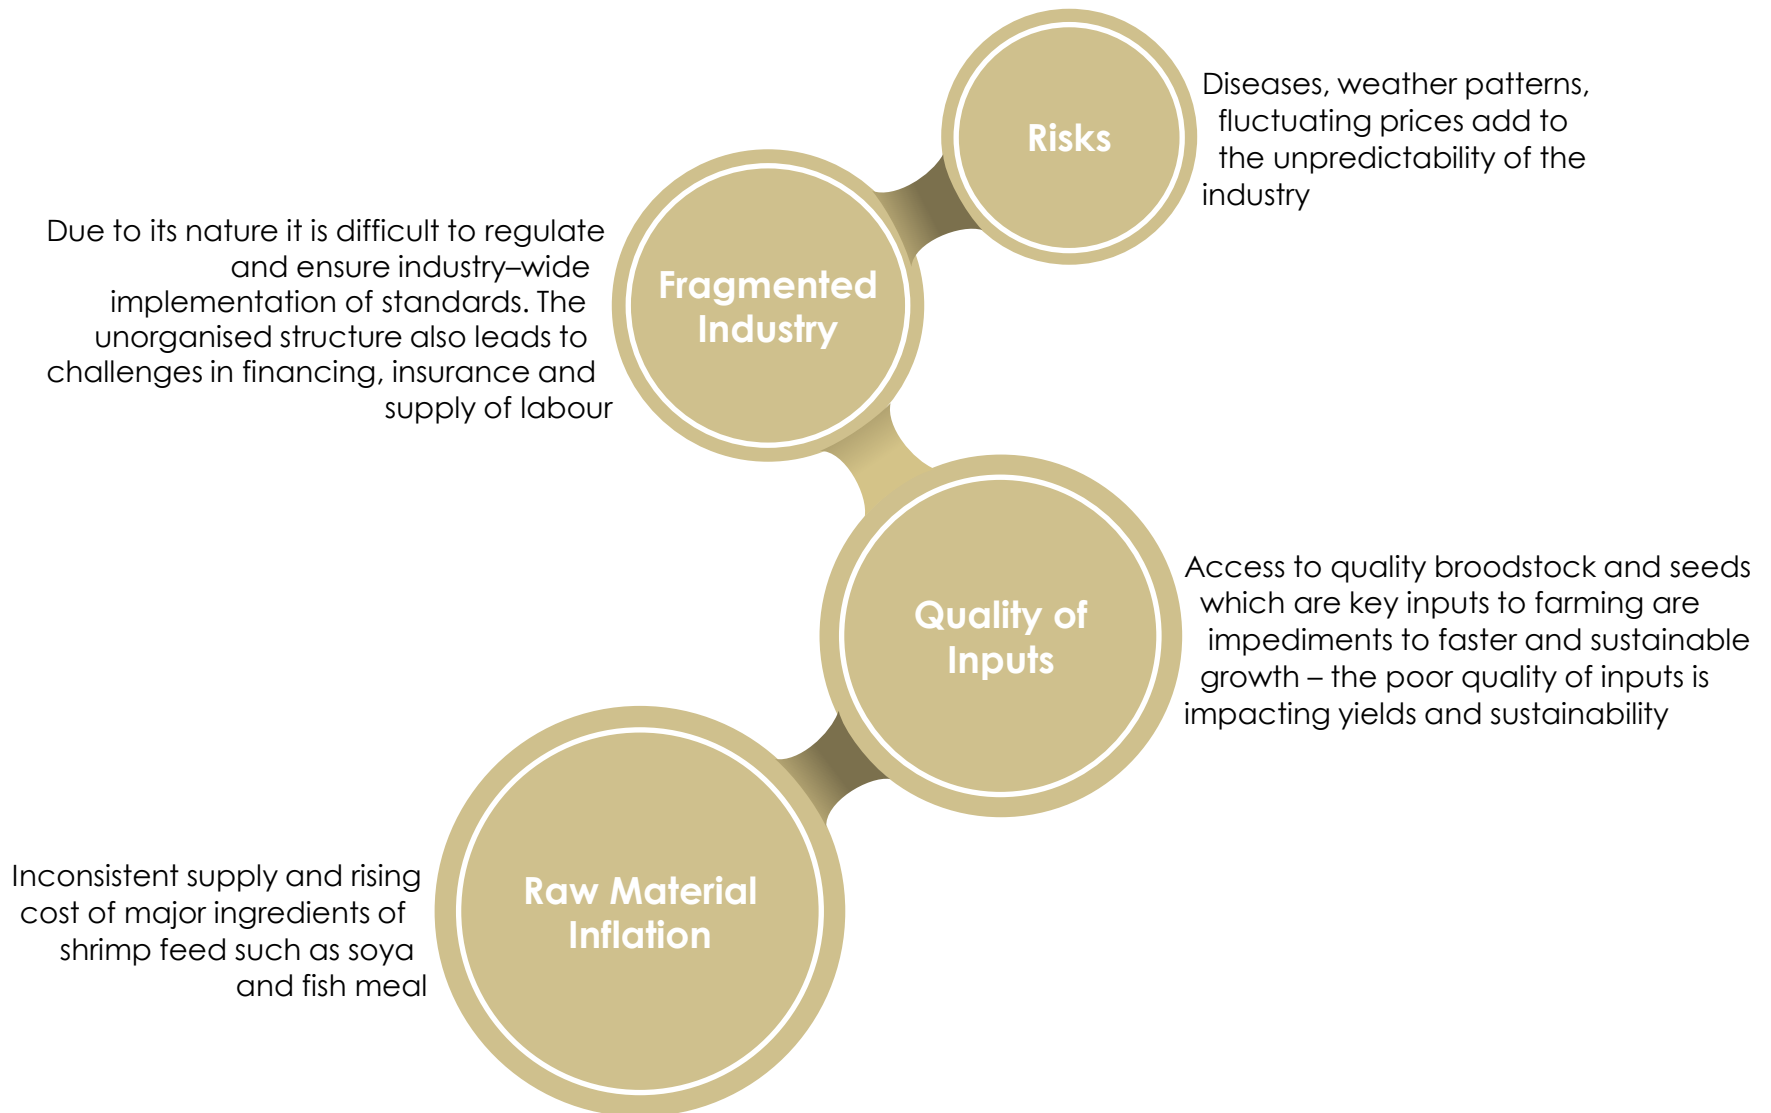 Risks
Diseases, weather patterns,
fluctuating prices add to
the unpredictability of the
industry
Due to its nature it is difficult to regulate
and ensure industry–wide
implementation of standards. The
unorganised structure also leads to
challenges in financing, insurance and
supply of labour
Fragmented
Industry
Quality of
Inputs
Access to quality broodstock and seeds
which are key inputs to farming are
impediments to faster and sustainable
growth – the poor quality of inputs is
impacting yields and sustainability
Inconsistent supply and rising
cost of major ingredients of
shrimp feed such as soya
and fish meal
Raw Material
Inflation